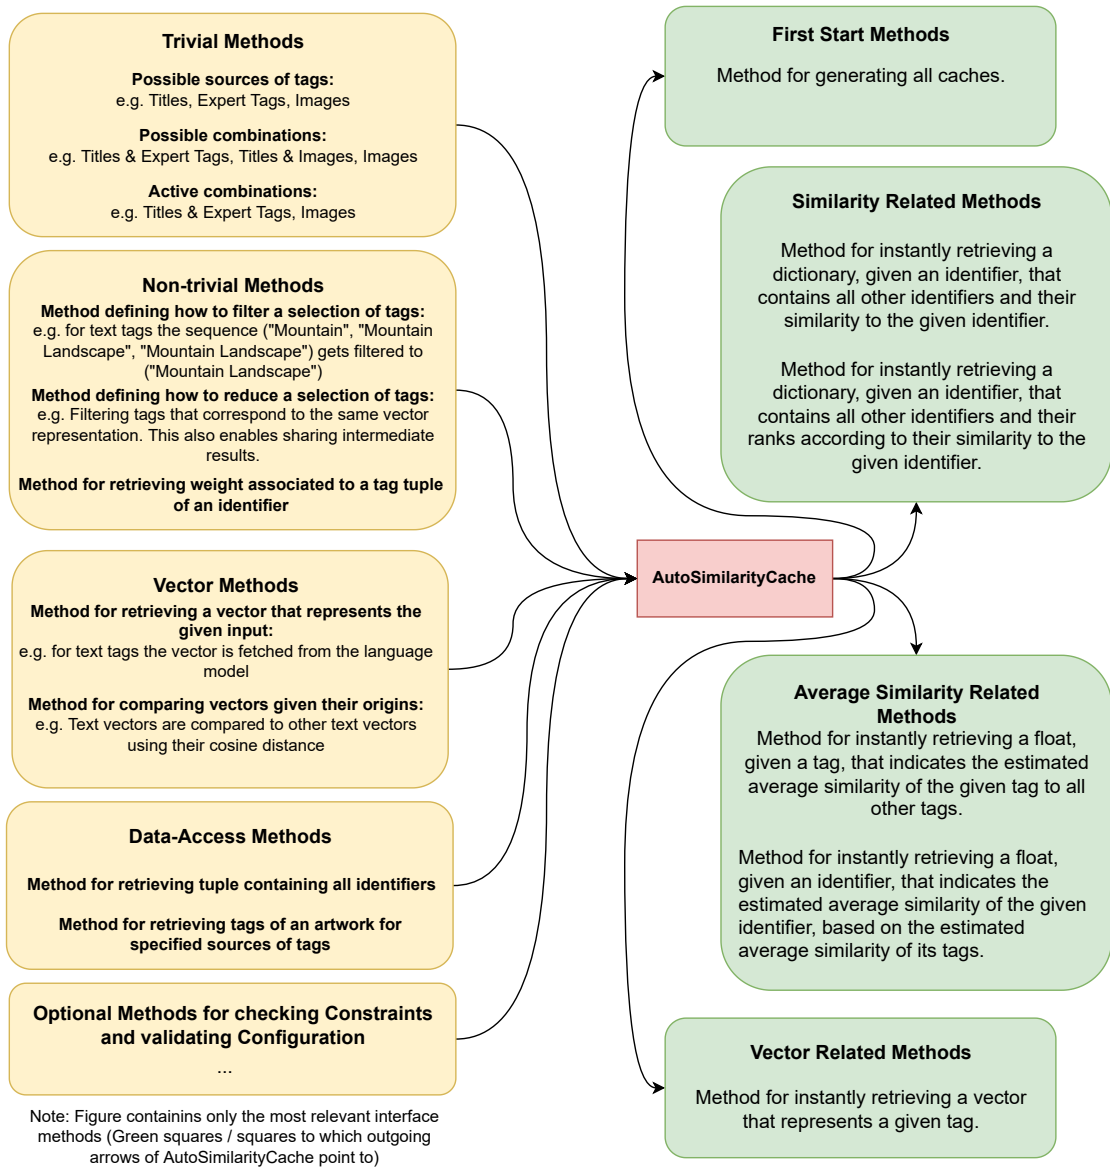 Trivial Methods
Possible sources of tags:
e.g. Titles, Expert Tags, Images
Possible combinations:
e.g. Titles & Expert Tags, Titles & Images, Images
Active combinations:
e.g. Titles & Expert Tags, Images
Non-trivial Methods
Method defining how to filter a selection of tags:
e.g. for text tags the sequence ("Mountain", "Mountain
Landscape", "Mountain Landscape") gets filtered to
("Mountain Landscape")
Method defining how to reduce a selection of tags:
e.g. Filtering tags that correspond to the same vector
representation. This also enables sharing intermediate
results.
Method for retrieving weight associated to a tag tuple
of an identifier
Vector Methods
Method for retrieving a vector that represents the
given input:
e.g. for text tags the vector is fetched from the language
model
Method for comparing vectors given their origins:
e.g. Text vectors are compared to other text vectors
using their cosine distance
Data-Access Methods
Method for retrieving tuple containing all identifiers
Method for retrieving tags of an artwork for
specified sources of tags
Optional Methods for checking Constraints
and validating Configuration
...
Note: Figure containins only the most relevant interface
methods (Green squares / squares to which outgoing
arrows of AutoSimilarityCache point to)
AutoSimilarityCache
First Start Methods
Method for generating all caches.
Similarity Related Methods
Method for instantly retrieving a
dictionary, given an identifier, that
contains all other identifiers and their
similarity to the given identifier.
Method for instantly retrieving a
dictionary, given an identifier, that
contains all other identifiers and their
ranks according to their similarity to the
given identifier.
Average Similarity Related
Methods
Method for instantly retrieving a float,
given a tag, that indicates the estimated
average similarity of the given tag to all
other tags.
Method for instantly retrieving a float,
given an identifier, that indicates the
estimated average similarity of the given
identifier, based on the estimated
average similarity of its tags.
Vector Related Methods
Method for instantly retrieving a vector
that represents a given tag.